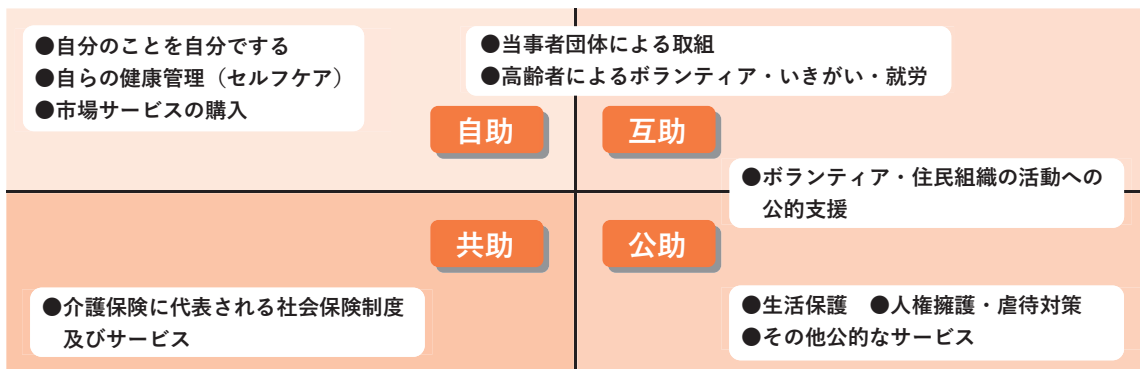 ●自分のことを自分でする
●自らの健康管理（セルフケア）
●市場サービスの購入
●当事者団体による取組
●高齢者によるボランティア・いきがい・就労
自助
互助
●ボランティア・住民組織の活動への
公的支援
共助
公助
●介護保険に代表される社会保険制度
及びサービス
●生活保護　●人権擁護・虐待対策
●その他公的なサービス